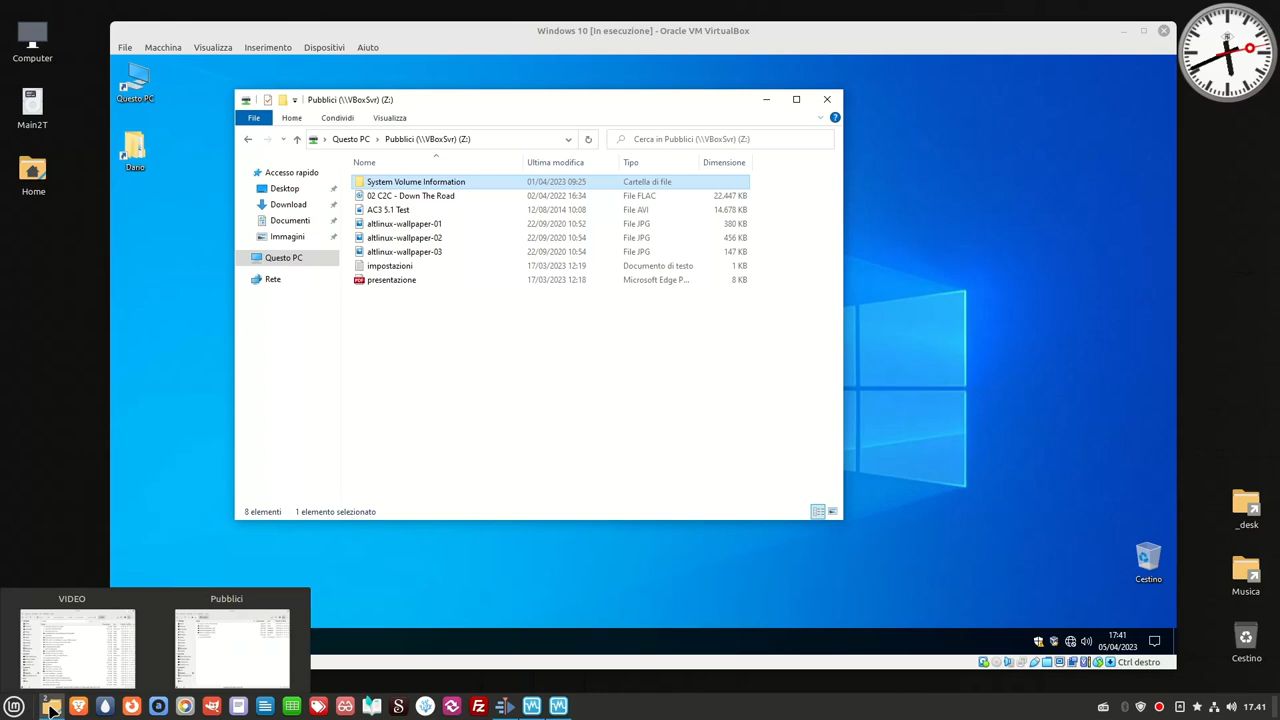 Windows 10 [In esecuzione] - Oracle VM VirtualBox
File Macchina Visualizza Inserimento Dispositivi Aiuto
Computer
Main2T
Home
Questo PC
Dario
Pubblici (\\VBoxSvr) (Z:)
File Home Condividi Visualizza
Questo PC Pubblici (\\VBoxSvr) (Z:)
Cerca in Pubblici (\\VBoxSvr) (Z:)
Accesso rapido
Desktop
Download
Documenti
Immagini
Questo PC
Rete
Nome Ultima modifica Tipo Dimensione
System Volume Information 01/04/2023 09:25 Cartella di file
02 C2C - Down The Road 02/04/2022 16:34 File FLAC 22.447 KB
AC3 5.1 Test 12/08/2014 10:08 File AVI 14.678 KB
altlinux-wallpaper-01 22/09/2020 10:52 File JPG 380 KB
altlinux-wallpaper-02 22/09/2020 10:54 File JPG 456 KB
altlinux-wallpaper-03 22/09/2020 10:54 File JPG 147 KB
impostazioni 17/03/2023 12:19 Documento di testo 1 KB
presentazione 17/03/2023 12:18 Microsoft Edge P... 8 KB
8 elementi 1 elemento selezionato
_desk
Musica
Cestino
Cestino
VIDEO Pubblici
17:41
05/04/2023
Ctrl destro
2
17.41